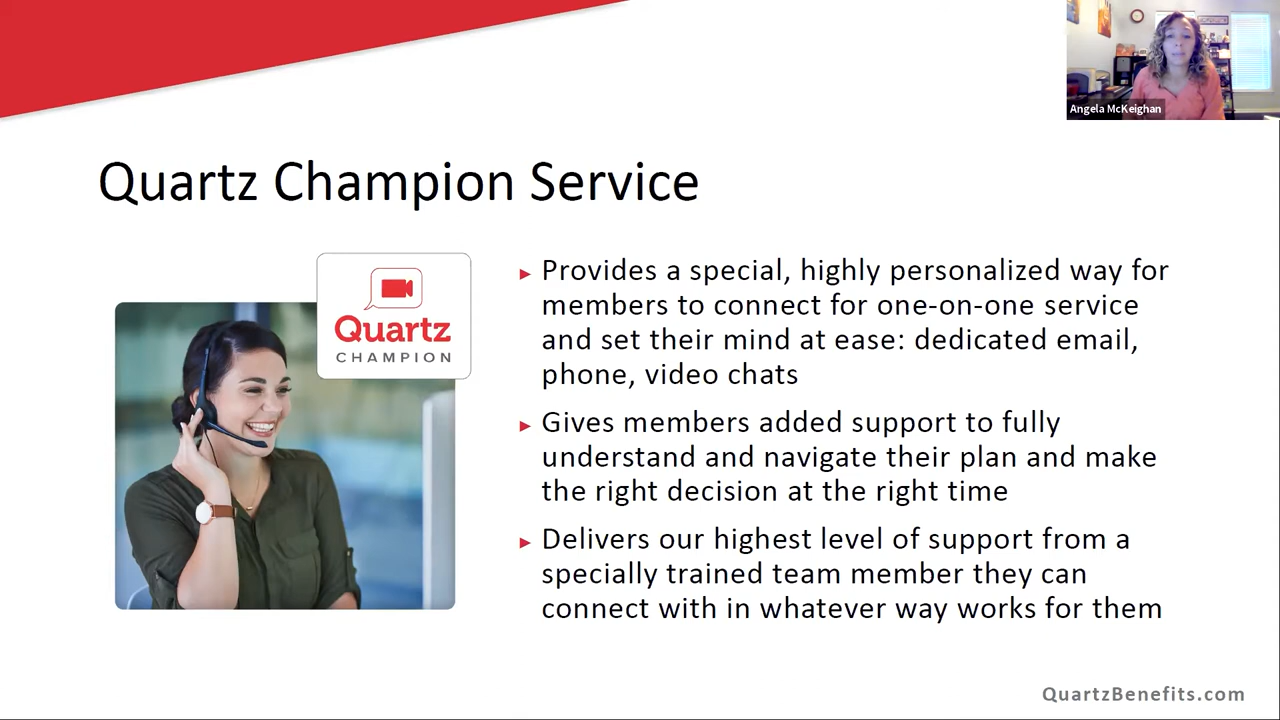 Angela McKeighan
Quartz Champion Service
Quartz
CHAMPION
▸ Provides a special, highly personalized way for
members to connect for one-on-one service
and set their mind at ease: dedicated email,
phone, video chats
▸ Gives members added support to fully
understand and navigate their plan and make
the right decision at the right time
▸ Delivers our highest level of support from a
specially trained team member they can
connect with in whatever way works for them
QuartzBenefits.com